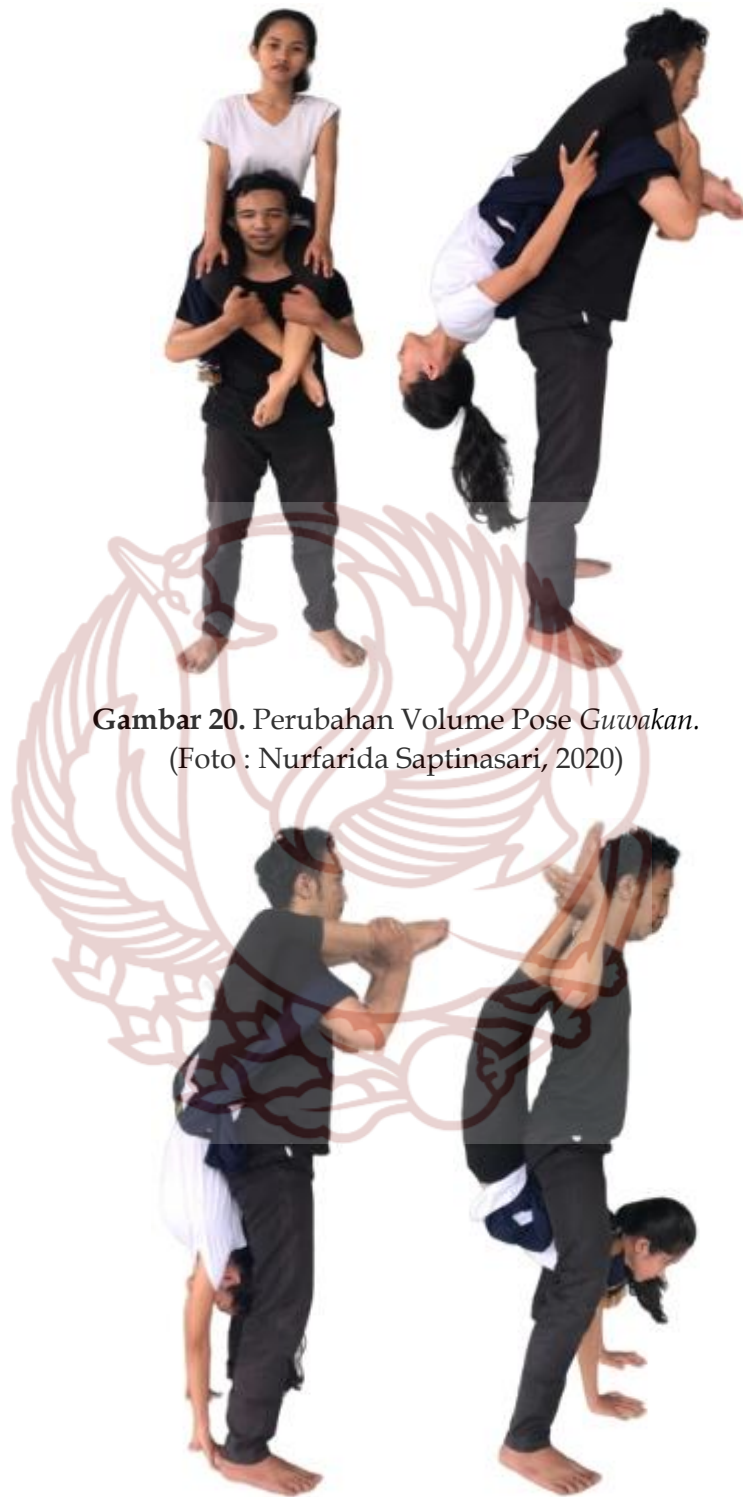 Gambar 20. Perubahan Volume Pose Guwakan.
(Foto : Nurfarida Saptinasari, 2020)